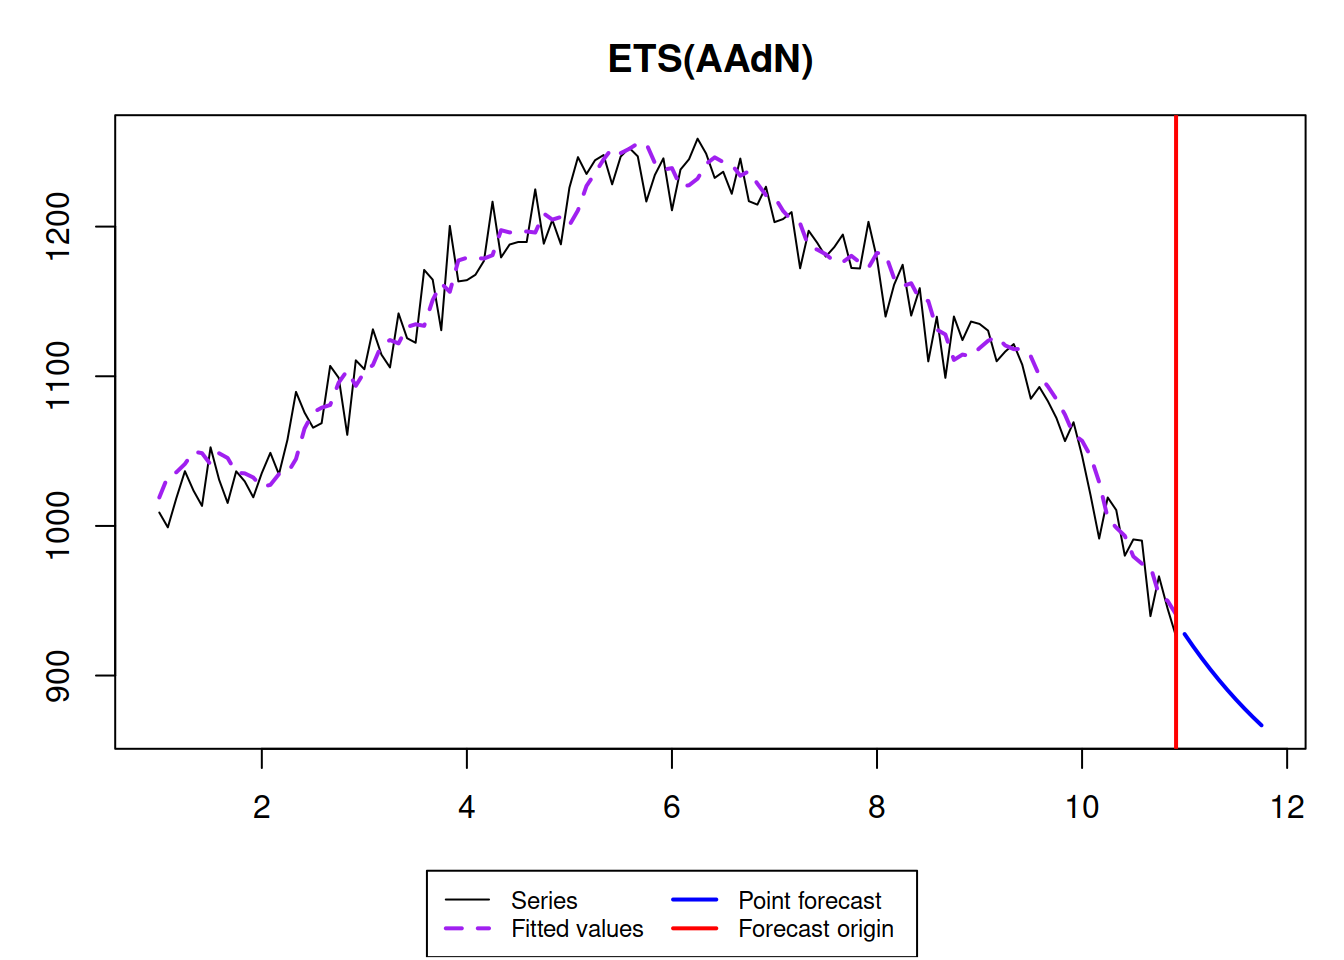 ETS(AAdN)
1200
1100
1000
900
2 4 6 8 10 12
Series Point forecast
Fitted values Forecast origin